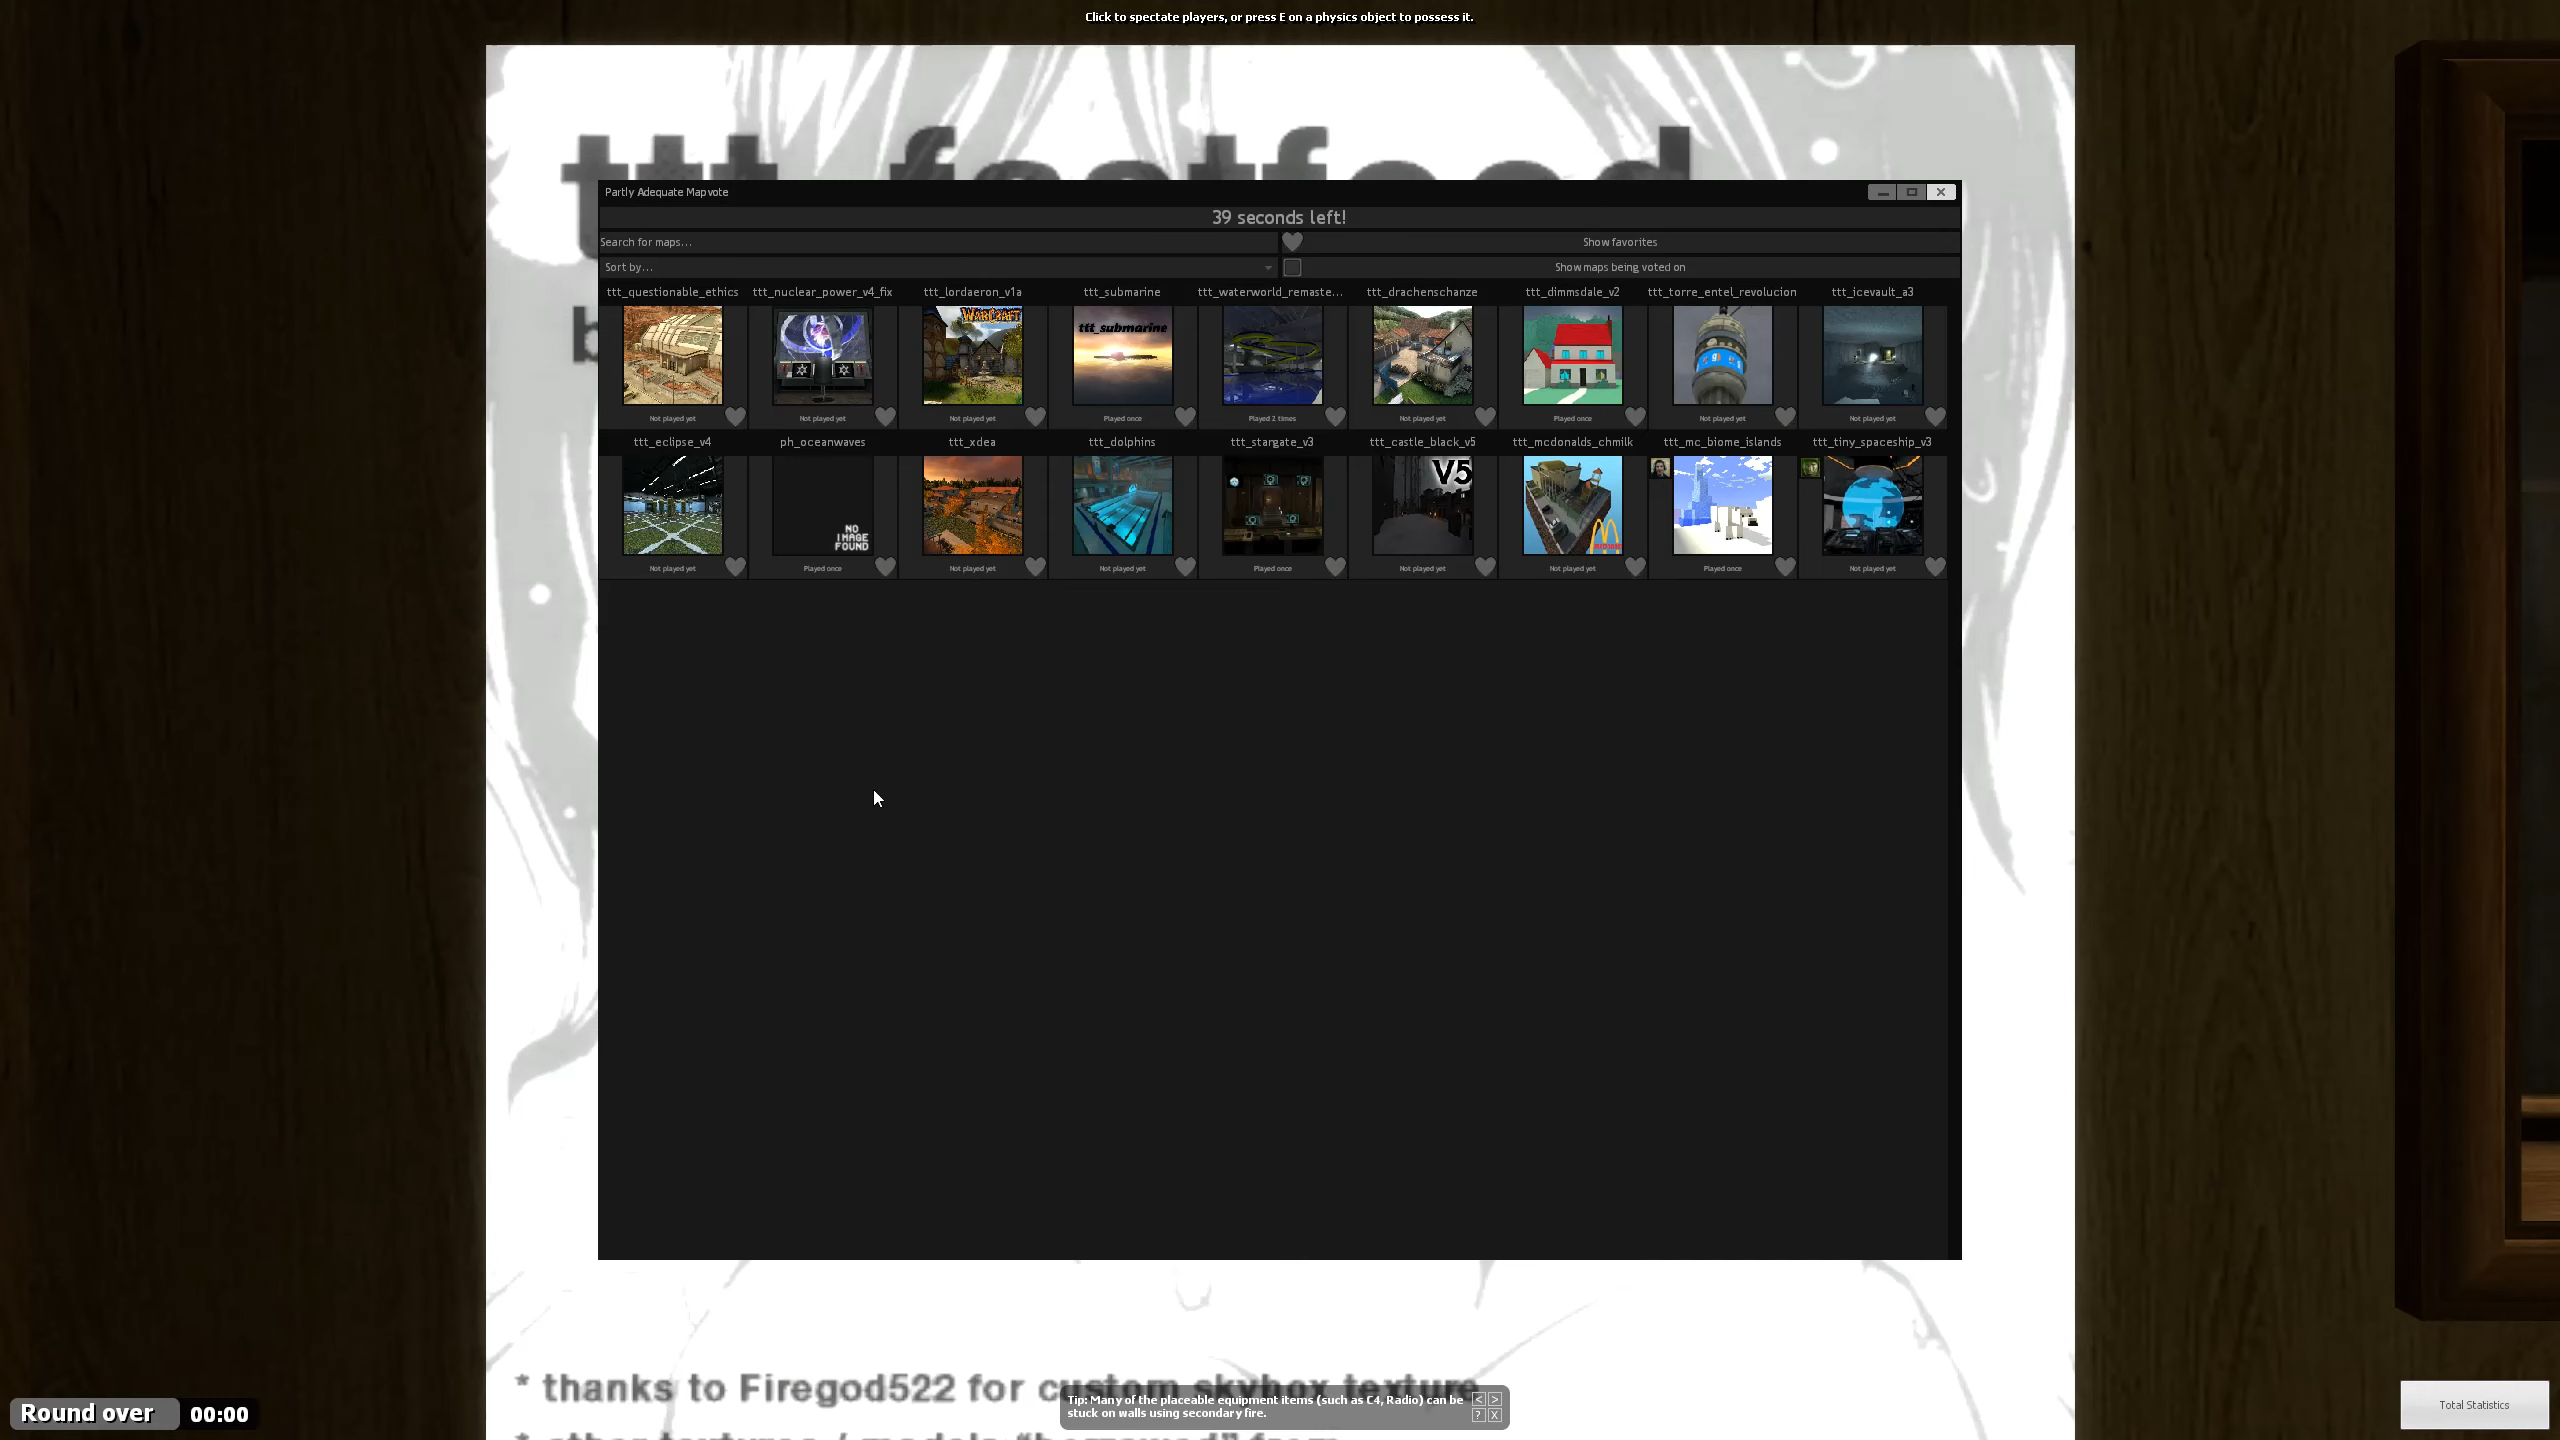 Click to spectate players, or press E on a physics object to possess it.
ttt_fastfood
Partly Adequate Mapvote
39 seconds left!
Search for maps...
Show favorites
Sort by...
Show maps being voted on
ttt_questionable_ethics ttt_nuclear_power_v4_fix ttt_lordaeron_v1a ttt_submarine ttt_waterworld_remaste... ttt_drachenschanze ttt_dimmsdale_v2 ttt_torre_entel_revolucion ttt_icevault_a3
WARCRAFT
ttt_submarine
Not played yet Not played yet Not played yet Played once Played 2 times Not played yet Played once Not played yet Not played yet
ttt_eclipse_v4 ph_oceanwaves ttt_xdea ttt_dolphins ttt_stargate_v3 ttt_castle_black_v5 ttt_mcdonalds_chmilk ttt_mc_biome_islands ttt_tiny_spaceship_v3
V5
NO
IMAGE
FOUND
Not played yet Played once Not played yet Not played yet Played once Not played yet Not played yet Played once Not played yet
* thanks to Firegod522 for custom skybox texture
Tip: Many of the placeable equipment items (such as C4, Radio) can be
stuck on walls using secondary fire.
< >
? X
Round over 00:00
Total Statistics